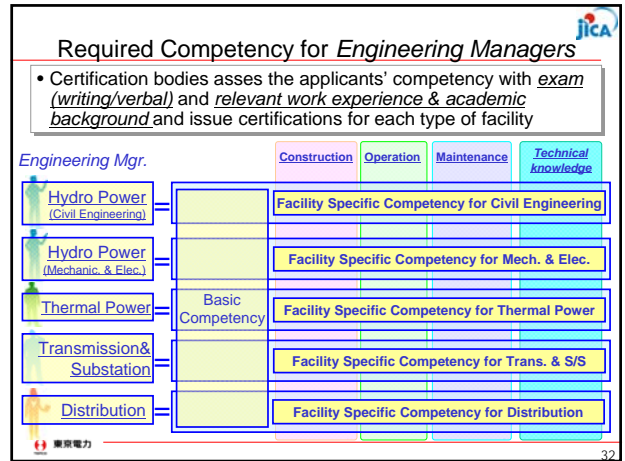 jICA
Required Competency for Engineering Managers
• Certification bodies asses the applicants' competency with exam
(writing/verbal) and relevant work experience & academic
background and issue certifications for each type of facility
Engineering Mgr.
Construction
Operation
Maintenance
Technical
knowledge
Hydro Power
(Civil Engineering)
=
Facility Specific Competency for Civil Engineering
Hydro Power
(Mechanic. & Elec.)
=
Facility Specific Competency for Mech. & Elec.
Thermal Power
=
Basic
Competency
Facility Specific Competency for Thermal Power
Transmission&
Substation
=
Facility Specific Competency for Trans. & S/S
Distribution
=
Facility Specific Competency for Distribution
東京電力
32